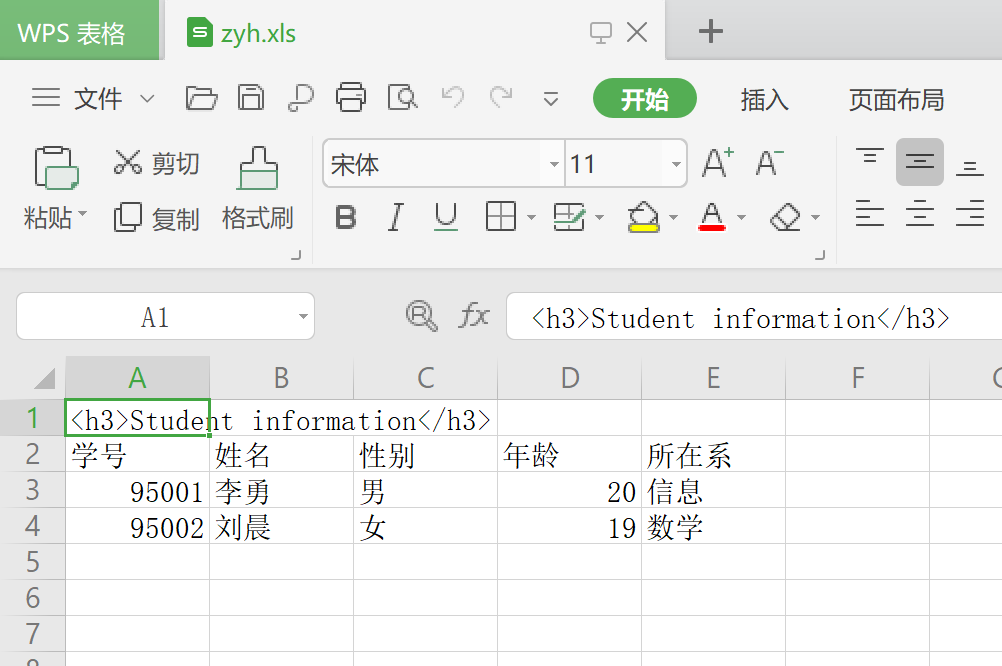 WPS 表格 zyh.xls
文件 开始 插入 页面布局
粘贴 剪切 复制 格式刷 宋体 11 A+ A-
B I U A
A1 fx <h3>Student information</h3>
A B C D E F
1 <h3>Student information</h3>
2 学号 姓名 性别 年龄 所在系
3 95001 李勇 男 20 信息
4 95002 刘晨 女 19 数学
5
6
7